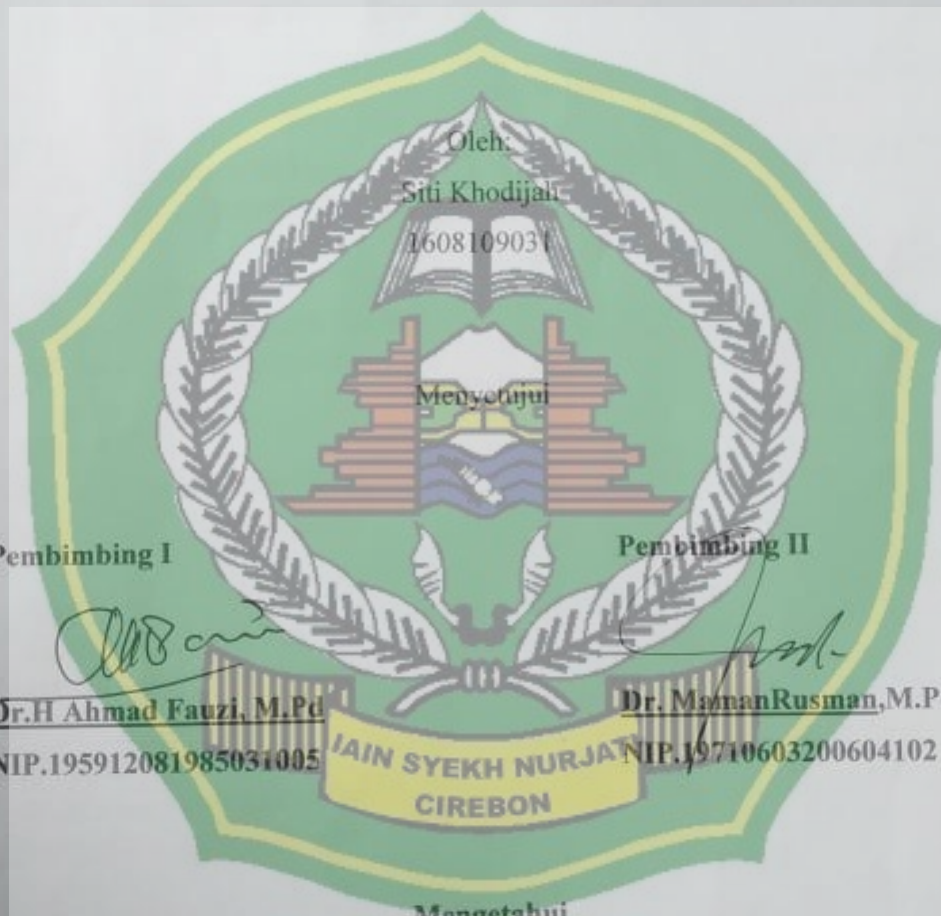 Oleh:
Siti Khodijah
1608109031
Menyetujui
Pembimbing I
Pembimbing II
Dr.H Ahmad Fauzi, M.Pd
Dr. MamanRusman,M.P
NIP.195912081985031005
NIP.19710603200604102
IAIN SYEKH NURJATI
CIREBON
Mengetahui